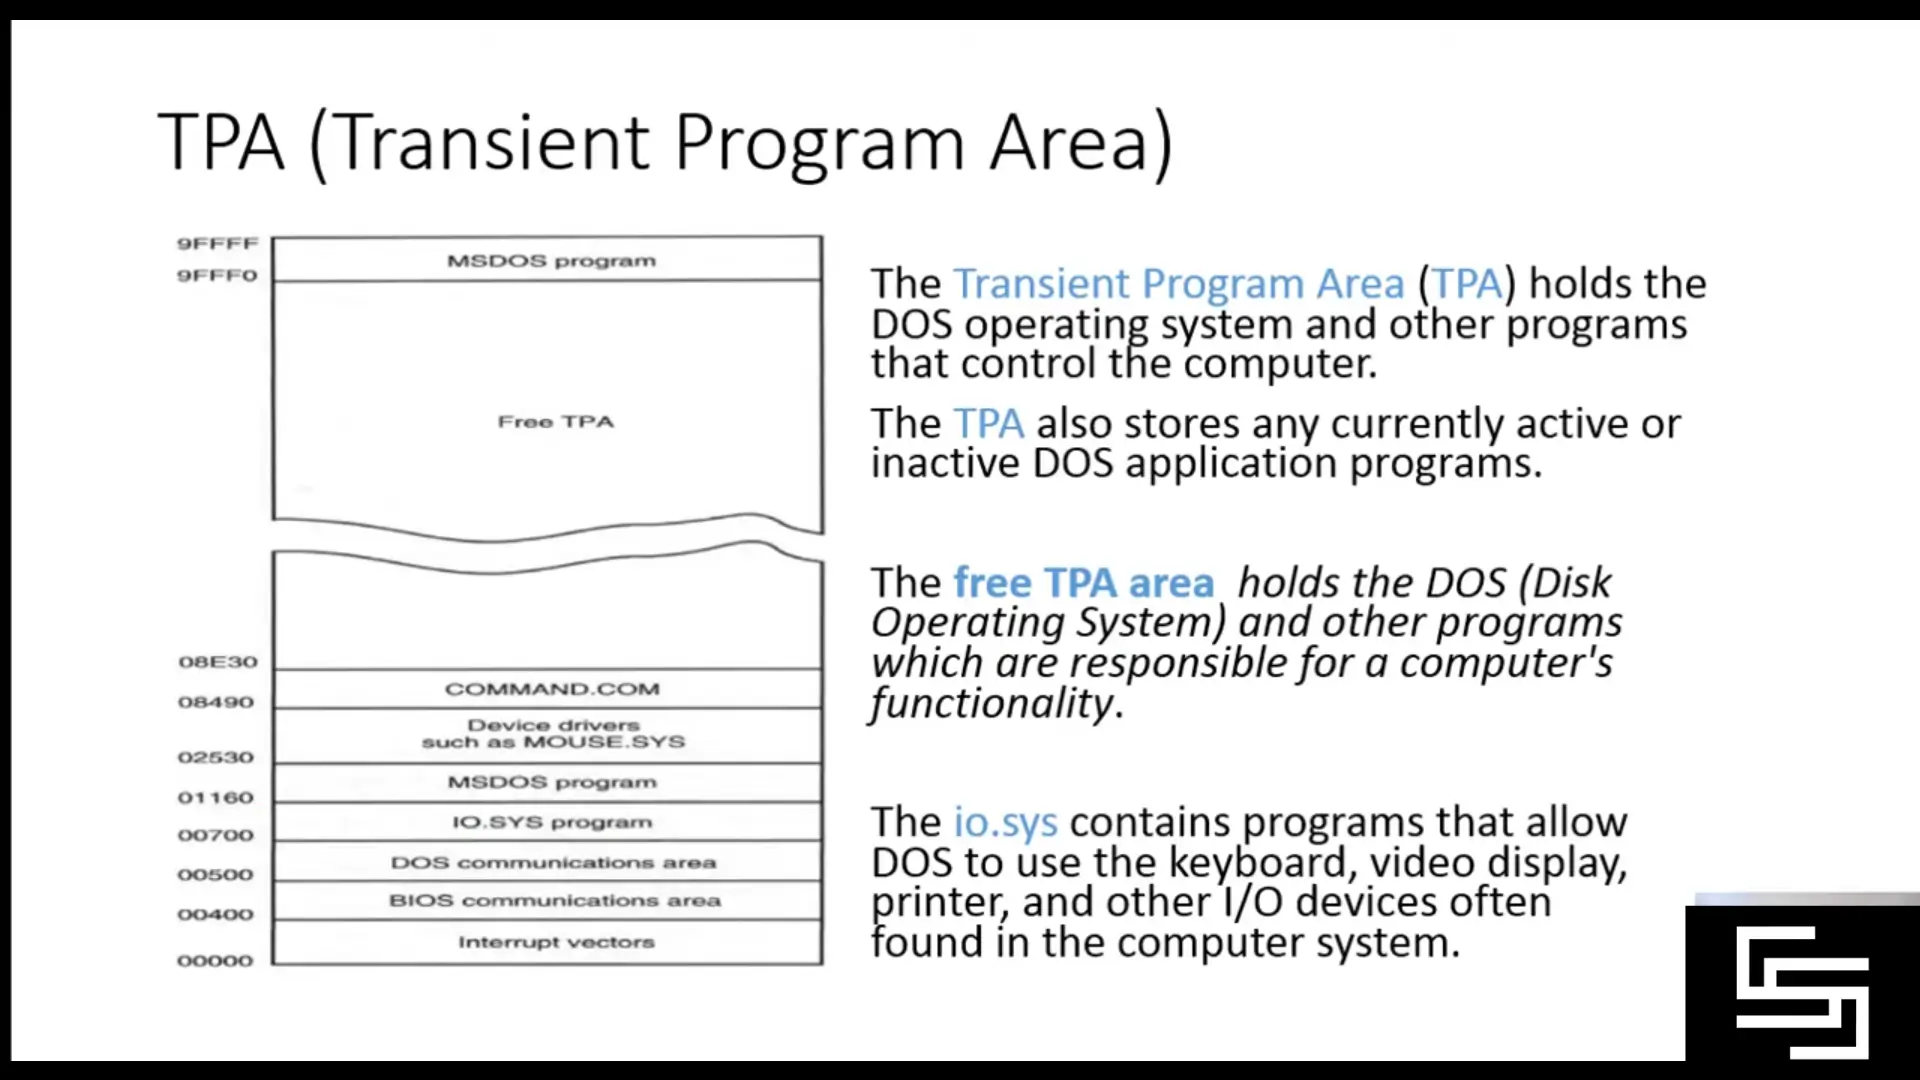 TPA (Transient Program Area)
9FFFF
MSDOS program
9FFF0
Free TPA
08E30
COMMAND.COM
08490
Device drivers
such as MOUSE.SYS
02530
MSDOS program
01160
IO.SYS program
00700
DOS communications area
00500
BIOS communications area
00400
Interrupt vectors
00000
The Transient Program Area (TPA) holds the
DOS operating system and other programs
that control the computer.
The TPA also stores any currently active or
inactive DOS application programs.
The free TPA area holds the DOS (Disk
Operating System) and other programs
which are responsible for a computer's
functionality.
The io.sys contains programs that allow
DOS to use the keyboard, video display,
printer, and other I/O devices often
found in the computer system.